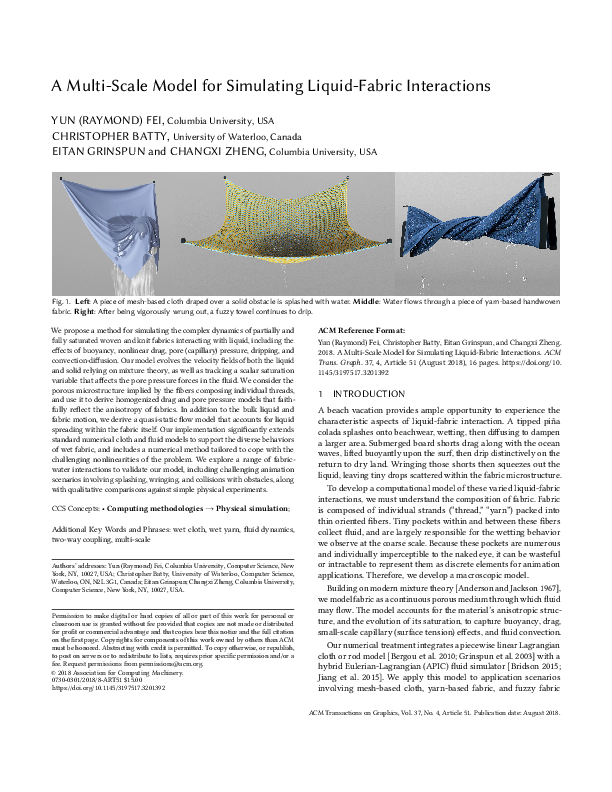 A Multi-Scale Model for Simulating Liquid-Fabric Interactions
YUN (RAYMOND) FEI, Columbia University, USA
CHRISTOPHER BATTY, University of Waterloo, Canada
EITAN GRINSPUN and CHANGXI ZHENG, Columbia University, USA
Fig. 1. Left: A piece of mesh-based cloth draped over a solid obstacle is splashed with water. Middle: Water flows through a piece of yarn-based handwoven
fabric. Right: After being vigorously wrung out, a fuzzy towel continues to drip.
We propose a method for simulating the complex dynamics of partially and
fully saturated woven and knit fabrics interacting with liquid, including the
effects of buoyancy, nonlinear drag, pore (capillary) pressure, dripping, and
convection-diffusion. Our model evolves the velocity fields of both the liquid
and solid relying on mixture theory, as well as tracking a scalar saturation
variable that affects the pore pressure forces in the fluid. We consider the
porous microstructure implied by the fibers composing individual threads,
and use it to derive homogenized drag and pore pressure models that faith-
fully reflect the anisotropy of fabrics. In addition to the bulk liquid and
fabric motion, we derive a quasi-static flow model that accounts for liquid
spreading within the fabric itself. Our implementation significantly extends
standard numerical cloth and fluid models to support the diverse behaviors
of wet fabric, and includes a numerical method tailored to cope with the
challenging nonlinearities of the problem. We explore a range of fabric-
water interactions to validate our model, including challenging animation
scenarios involving splashing, wringing, and collisions with obstacles, along
with qualitative comparisons against simple physical experiments.
CCS Concepts: • Computing methodologies → Physical simulation;
Additional Key Words and Phrases: wet cloth, wet yarn, fluid dynamics,
two-way coupling, multi-scale
Authors' addresses: Yun (Raymond) Fei, Columbia University, Computer Science, New
York, NY, 10027, USA; Christopher Batty, University of Waterloo, Computer Science,
Waterloo, ON, N2L 3G1, Canada; Eitan Grinspun; Changxi Zheng, Columbia University,
Computer Science, New York, NY, 10027, USA.
Permission to make digital or hard copies of all or part of this work for personal or
classroom use is granted without fee provided that copies are not made or distributed
for profit or commercial advantage and that copies bear this notice and the full citation
on the first page. Copyrights for components of this work owned by others than ACM
must be honored. Abstracting with credit is permitted. To copy otherwise, or republish,
to post on servers or to redistribute to lists, requires prior specific permission and/or a
fee. Request permissions from permissions@acm.org.
© 2018 Association for Computing Machinery.
0730-0301/2018/8-ART51 $15.00
https://doi.org/10.1145/3197517.3201392
ACM Reference Format:
Yun (Raymond) Fei, Christopher Batty, Eitan Grinspun, and Changxi Zheng.
2018. A Multi-Scale Model for Simulating Liquid-Fabric Interactions. ACM
Trans. Graph. 37, 4, Article 51 (August 2018), 16 pages. https://doi.org/10.
1145/3197517.3201392
1 INTRODUCTION
A beach vacation provides ample opportunity to experience the
characteristic aspects of liquid-fabric interaction. A tipped piña
colada splashes onto beachwear, wetting, then diffusing to dampen
a larger area. Submerged board shorts drag along with the ocean
waves, lifted buoyantly upon the surf, then drip distinctively on the
return to dry land. Wringing those shorts then squeezes out the
liquid, leaving tiny drops scattered within the fabric microstructure.
To develop a computational model of these varied liquid-fabric
interactions, we must understand the composition of fabric. Fabric
is composed of individual strands ("thread," "yarn") packed into
thin oriented fibers. Tiny pockets within and between these fibers
collect fluid, and are largely responsible for the wetting behavior
we observe at the coarse scale. Because these pockets are numerous
and individually imperceptible to the naked eye, it can be wasteful
or intractable to represent them as discrete elements for animation
applications. Therefore, we develop a macroscopic model.
Building on modern mixture theory [Anderson and Jackson 1967],
we model fabric as a continuous porous medium through which fluid
may flow. The model accounts for the material's anisotropic struc-
ture, and the evolution of its saturation, to capture buoyancy, drag,
small-scale capillary (surface tension) effects, and fluid convection.
Our numerical treatment integrates a piecewise linear Lagrangian
cloth or rod model [Bergou et al. 2010; Grinspun et al. 2003] with a
hybrid Eulerian-Lagrangian (APIC) fluid simulator [Bridson 2015;
Jiang et al. 2015]. We apply this model to application scenarios
involving mesh-based cloth, yarn-based fabric, and fuzzy fabric
ACM Transactions on Graphics, Vol. 37, No. 4, Article 51. Publication date: August 2018.